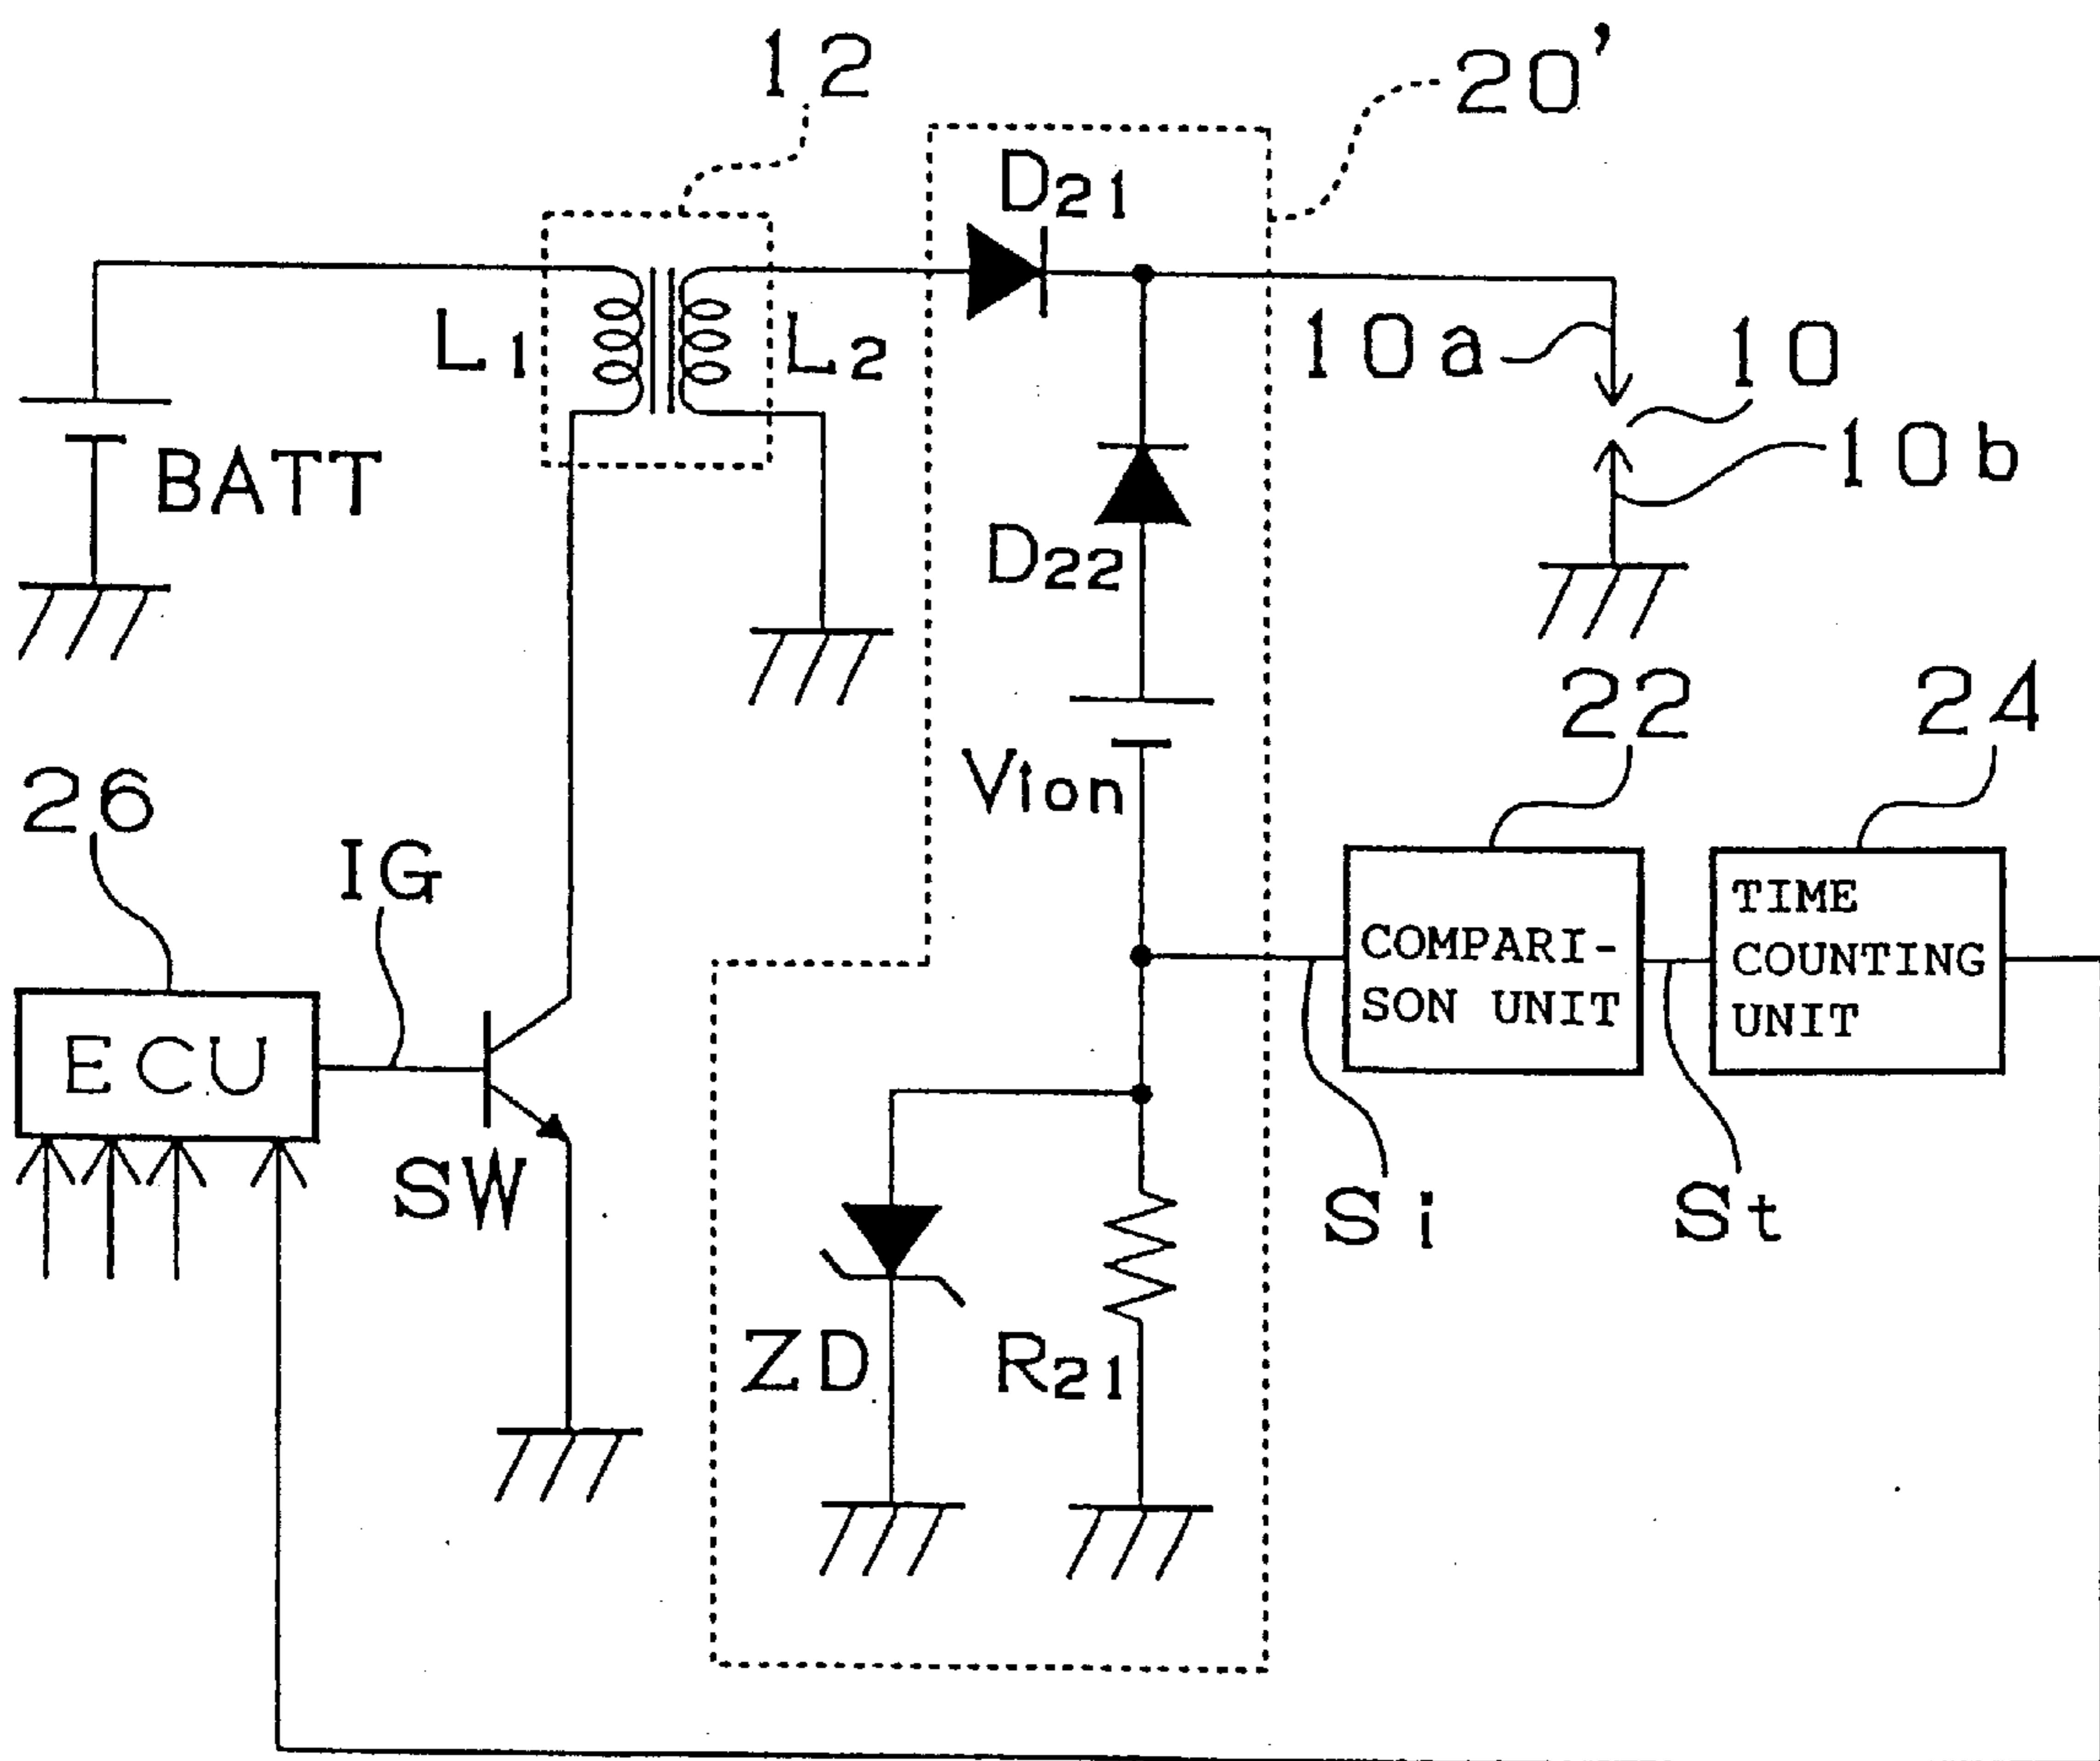 12
20'
D21
L1
L2
10a
10
10b
BATT
D22
22
24
Vion
26
IG
TIME
COUNTING
UNIT
COMPARI-
SON UNIT
ECU
SW
Si
St
ZD
R21